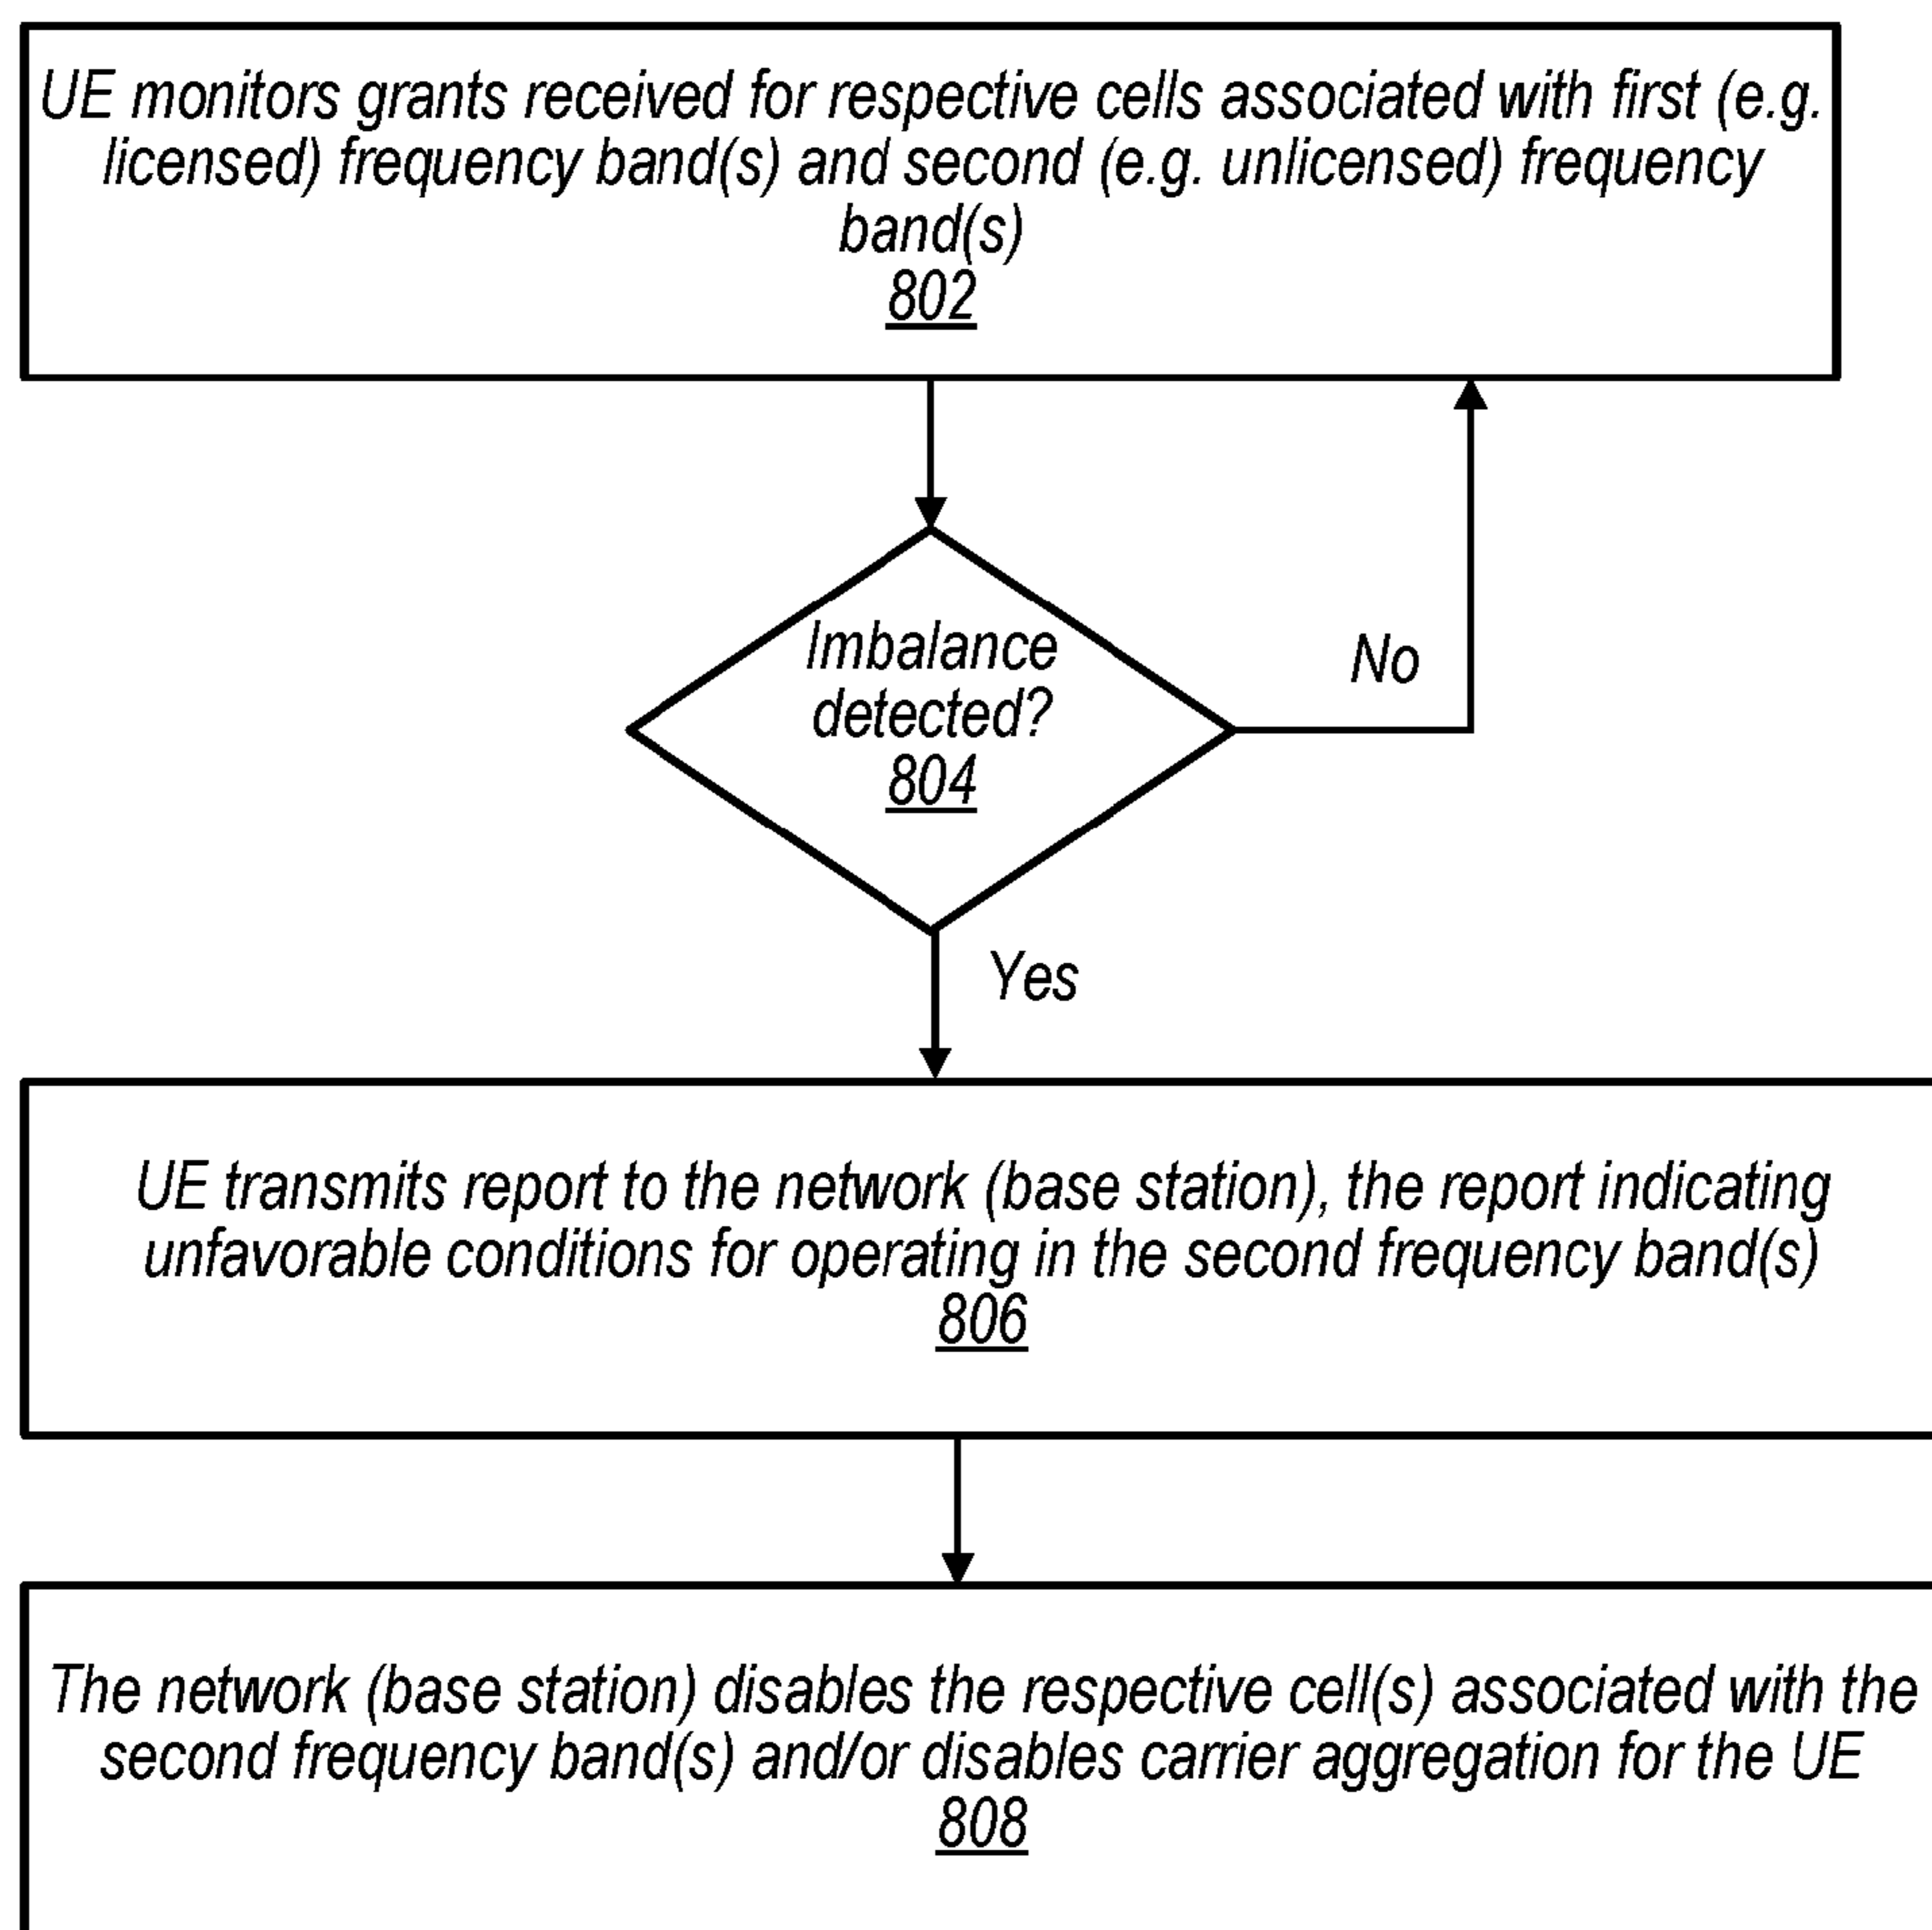 UE monitors grants received for respective cells associated with first (e.g.
licensed) frequency band(s) and second (e.g. unlicensed) frequency
band(s)
802
Imbalance
detected?
804
No
Yes
UE transmits report to the network (base station), the report indicating
unfavorable conditions for operating in the second frequency band(s)
806
The network (base station) disables the respective cell(s) associated with the
second frequency band(s) and/or disables carrier aggregation for the UE
808